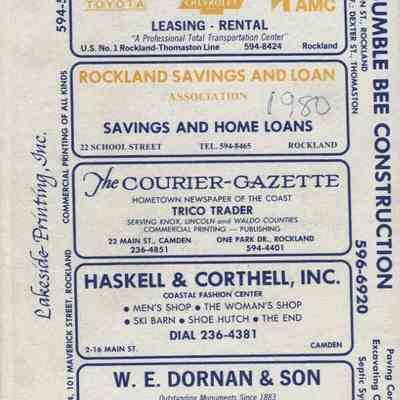 TOYOTA CHEVROLET AMC
LEASING - RENTAL
"A Professional Total Transportation Center"
U.S. No. 1 Rockland-Thomaston Line 594-8424 Rockland
ROCKLAND SAVINGS AND LOAN
ASSOCIATION
1980
SAVINGS AND HOME LOANS
22 SCHOOL STREET TEL. 594-8465 ROCKLAND
The COURIER-GAZETTE
HOMETOWN NEWSPAPER OF THE COAST
TRICO TRADER
SERVING KNOX, LINCOLN and WALDO COUNTIES
COMMERCIAL PRINTING — PUBLISHING
22 MAIN ST., CAMDEN ONE PARK DR., ROCKLAND
236-4851 594-4401
HASKELL & CORTHELL, INC.
COASTAL FASHION CENTER
● MEN'S SHOP ● THE WOMAN'S SHOP
● SKI BARN ● SHOE HUTCH ● THE END
DIAL 236-4381
2-16 MAIN ST. CAMDEN
W. E. DORNAN & SON
Outstanding Monuments Since 1883
Lakeside Printing, Inc.
COMMERCIAL PRINTING OF ALL KINDS
101 MAVERICK STREET, ROCKLAND
594-5
UMBLE BEE CONSTRUCTION
N ST., ROCKLAND
DEXTER ST., THOMASTON
596-6920
Paving Con
Excavating C
Septic Sy